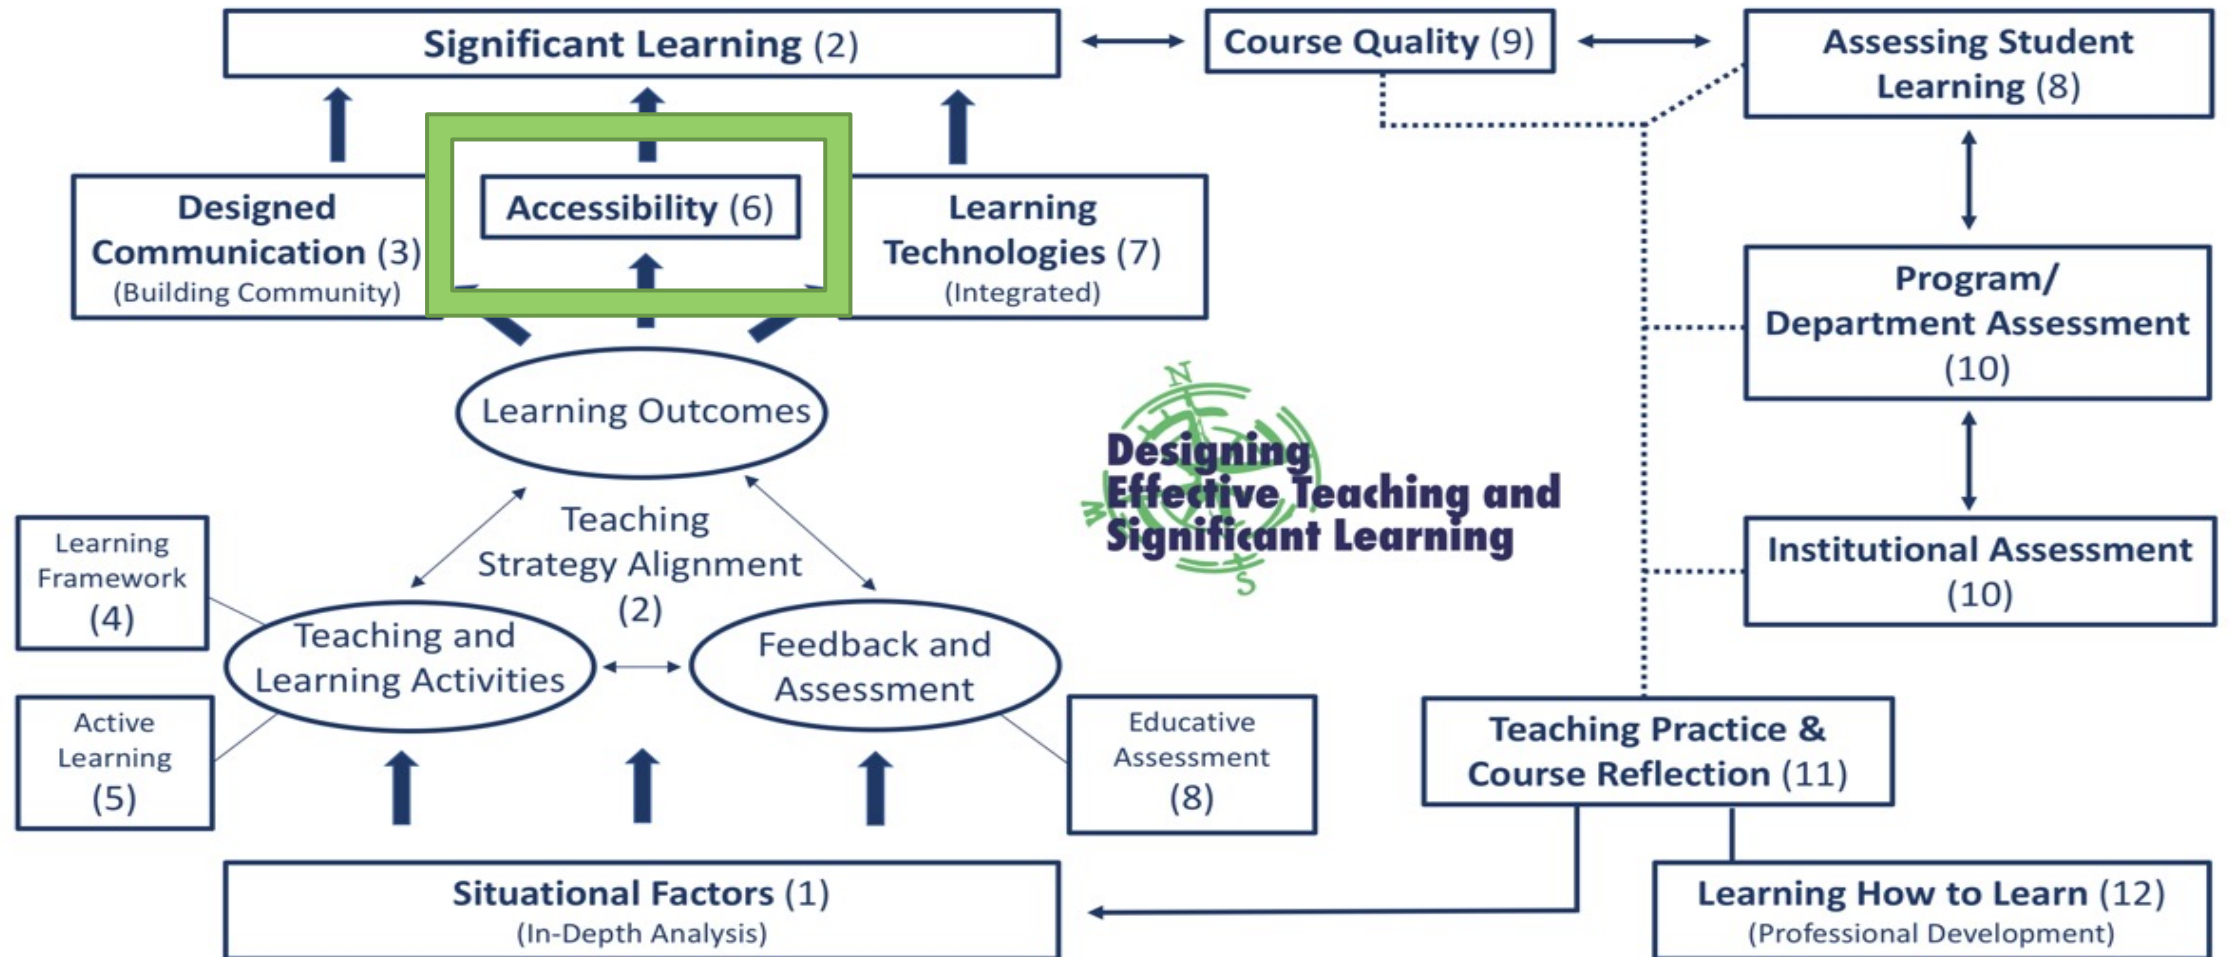 Significant Learning (2)
Course Quality (9)
Assessing Student
Learning (8)
Designed
Communication (3)
(Building Community)
Accessibility (6)
Learning
Technologies (7)
(Integrated)
Program/
Department Assessment
(10)
Learning Outcomes
N
W
S
Designing
Effective Teaching and
Significant Learning
Teaching
Strategy Alignment
(2)
Learning
Framework
(4)
Teaching and
Learning Activities
Feedback and
Assessment
Institutional Assessment
(10)
Active
Learning
(5)
Educative
Assessment
(8)
Teaching Practice &
Course Reflection (11)
Situational Factors (1)
(In-Depth Analysis)
Learning How to Learn (12)
(Professional Development)